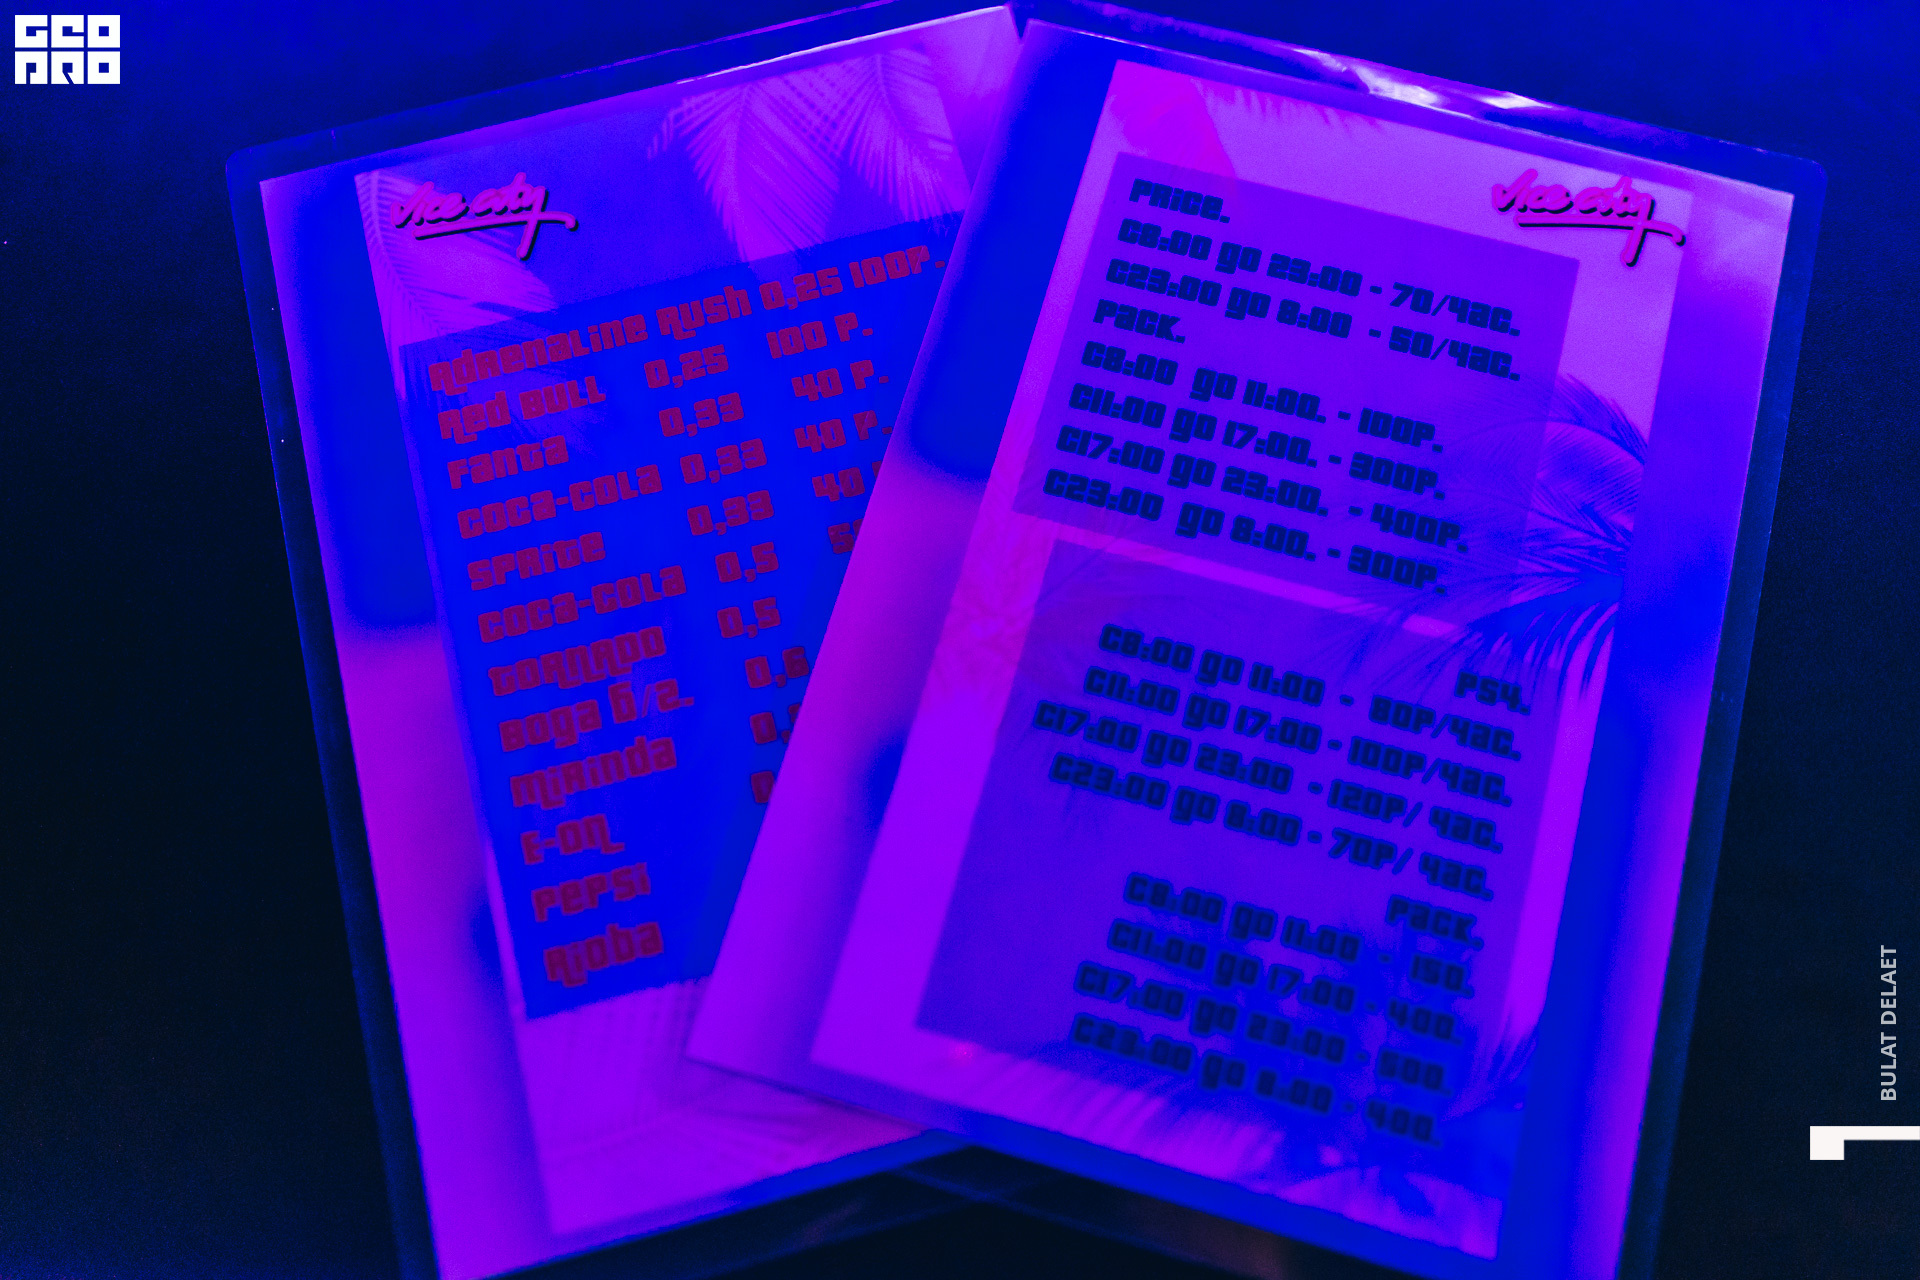 GEO
PRO
Vice City
Adrenaline Rush 0,25 100р.
Red Bull 0,25 100 р.
Fanta 0,33 40 р.
Coca-Cola 0,33 40 р.
Sprite 0,33 40
Coca-Cola 0,5
Tornado 0,5
Вода б/г. 0,6
Mirinda
E-on
Pepsi
Rioba
Vice City
Price.
С8:00 до 23:00 - 70/час.
С23:00 до 8:00 - 50/час.
Pack.
С8:00 до 11:00. - 100р.
С11:00 до 17:00. - 300р.
С17:00 до 23:00. - 400р.
С23:00 до 8:00. - 300р.
PS4.
С8:00 до 11:00 - 80р/час.
С11:00 до 17:00 - 100р/час.
С17:00 до 23:00 - 120р/ час.
С23:00 до 8:00 - 70р/ час.
Pack.
С8:00 до 11:00 - 150.
С11:00 до 17:00 - 400.
С17:00 до 23:00 - 500.
С23:00 до 8:00 - 400.
BULAT DELAET